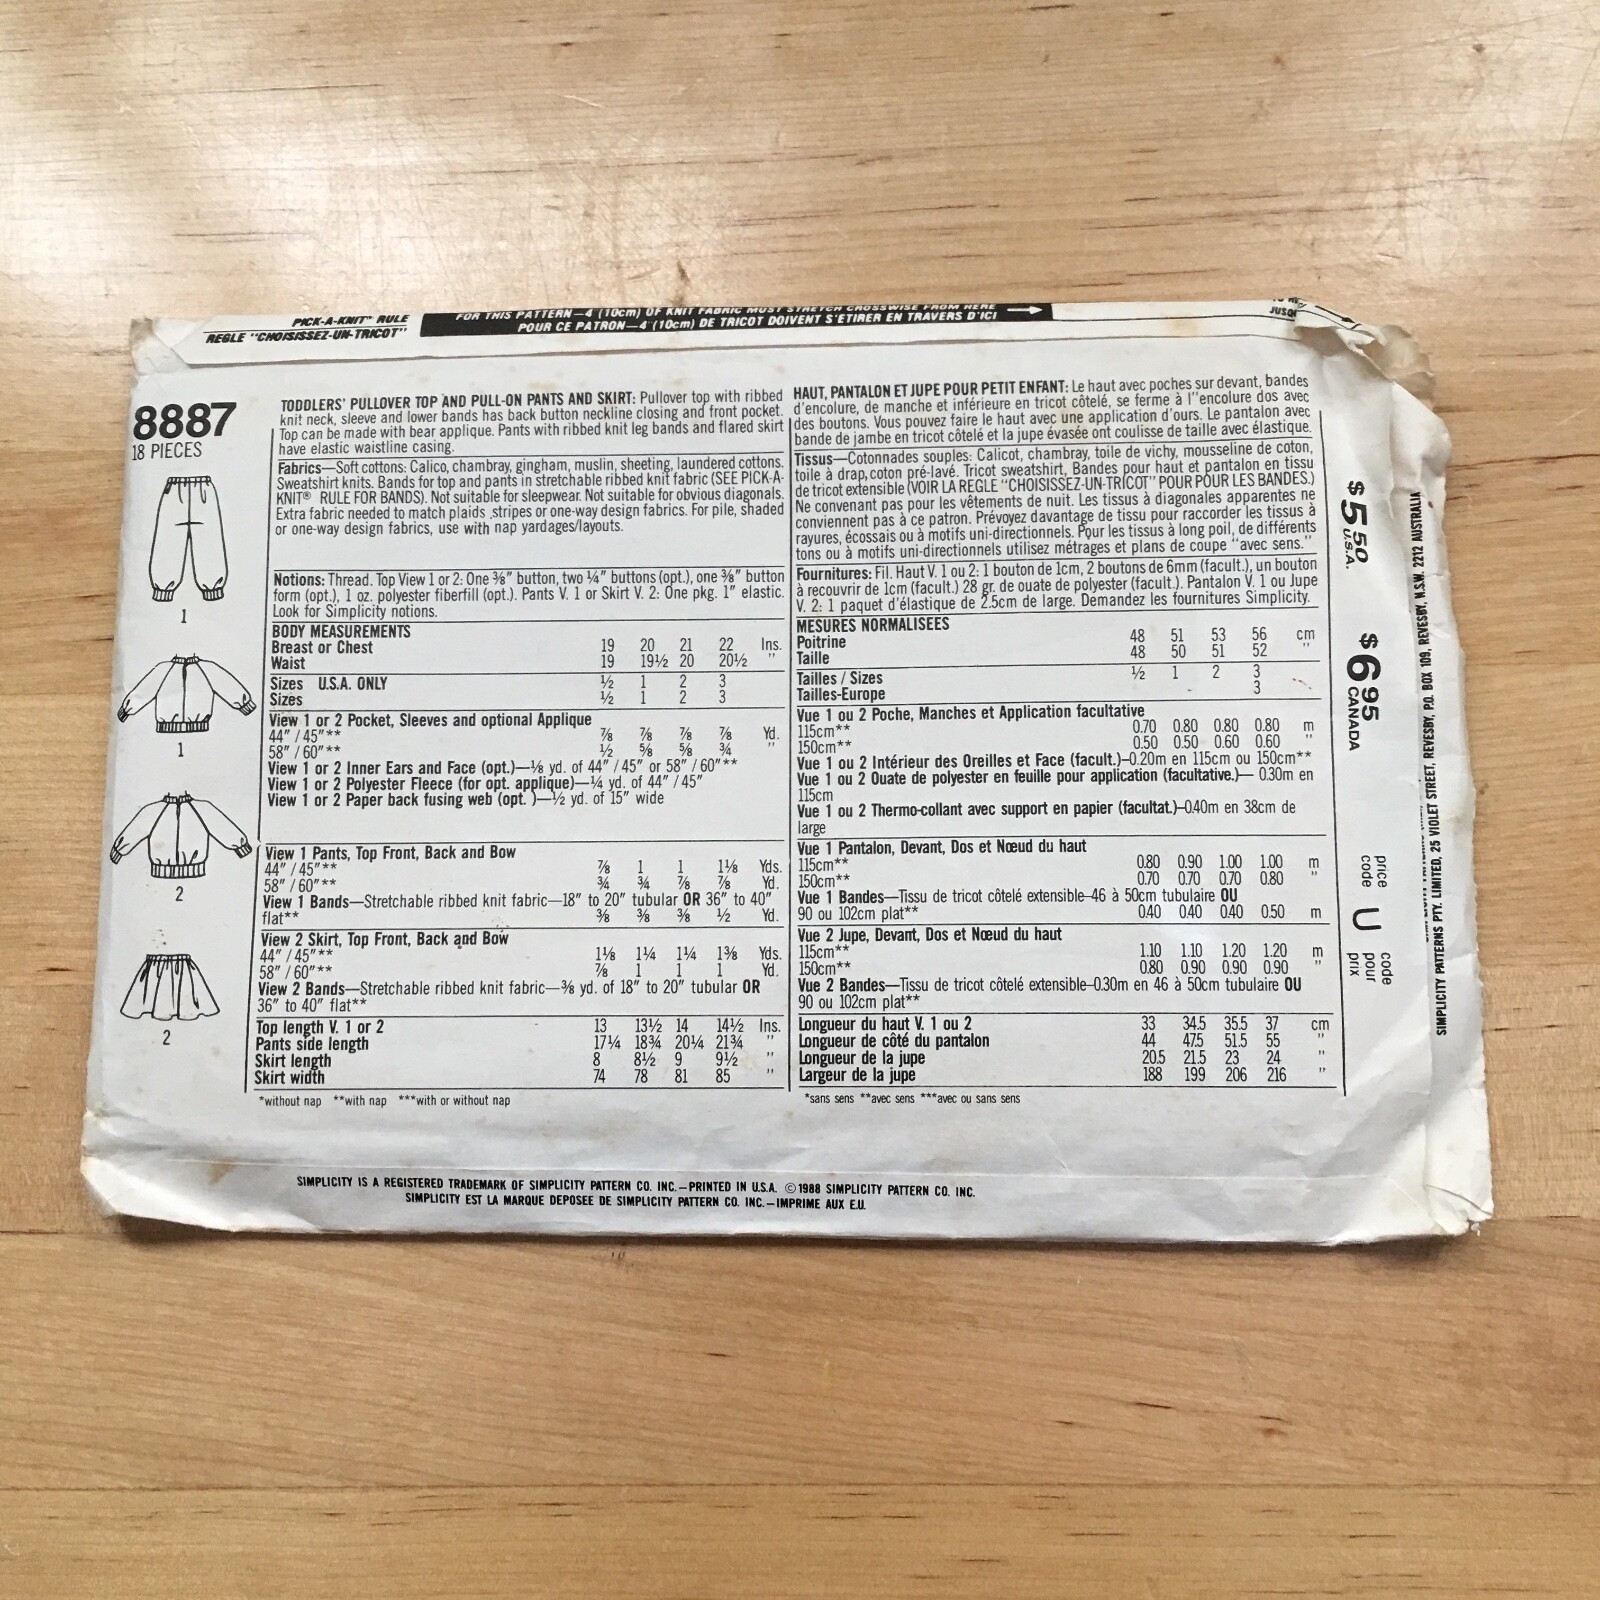 PICK-A-KNIT® RULE
REGLE "CHOISISSEZ-UN-TRICOT"
FOR THIS PATTERN—4" (10cm) OF KNIT FABRIC MUST STRETCH CROSSWISE FROM HERE
POUR CE PATRON—4"(10cm) DE TRICOT DOIVENT S'ETIRER EN TRAVERS D'ICI
JUSQU
8887
18 PIECES
1
1
2
2
TODDLERS' PULLOVER TOP AND PULL-ON PANTS AND SKIRT: Pullover top with ribbed
knit neck, sleeve and lower bands has back button neckline closing and front pocket.
Top can be made with bear applique. Pants with ribbed knit leg bands and flared skirt
have elastic waistline casing.
Fabrics—Soft cottons: Calico, chambray, gingham, muslin, sheeting, laundered cottons.
Sweatshirt knits. Bands for top and pants in stretchable ribbed knit fabric (SEE PICK-A-
KNIT® RULE FOR BANDS). Not suitable for sleepwear. Not suitable for obvious diagonals.
Extra fabric needed to match plaids ,stripes or one-way design fabrics. For pile, shaded
or one-way design fabrics, use with nap yardages/layouts.
Notions: Thread. Top View 1 or 2: One ⅜" button, two ¼" buttons (opt.), one ⅜" button
form (opt.), 1 oz. polyester fiberfill (opt.). Pants V. 1 or Skirt V. 2: One pkg. 1" elastic.
Look for Simplicity notions.
BODY MEASUREMENTS
Breast or Chest 19 20 21 22 Ins.
Waist 19 19½ 20 20½ "
Sizes U.S.A. ONLY ½ 1 2 3
Sizes ½ 1 2 3
View 1 or 2 Pocket, Sleeves and optional Applique
44"/45"** ⅞ ⅞ ⅞ ⅞ Yd.
58"/60"** ½ ⅝ ⅝ ¾ "
View 1 or 2 Inner Ears and Face (opt.)—⅛ yd. of 44"/45" or 58"/60"**
View 1 or 2 Polyester Fleece (for opt. applique)—¼ yd. of 44"/45"
View 1 or 2 Paper back fusing web (opt. )—½ yd. of 15" wide
View 1 Pants, Top Front, Back and Bow
44"/45"** ⅞ 1 1 1⅛ Yds.
58"/60"** ¾ ¾ ⅞ ⅞ Yd.
View 1 Bands—Stretchable ribbed knit fabric—18" to 20" tubular OR 36" to 40"
flat** ⅜ ⅜ ⅜ ½ Yd.
View 2 Skirt, Top Front, Back and Bow
44"/45"** 1⅛ 1¼ 1¼ 1⅜ Yds.
58"/60"** ⅞ 1 1 1 Yd.
View 2 Bands—Stretchable ribbed knit fabric—⅜ yd. of 18" to 20" tubular OR
36" to 40" flat**
Top length V. 1 or 2 13 13½ 14 14½ Ins.
Pants side length 17¼ 18¾ 20¼ 21¾ "
Skirt length 8 8½ 9 9½ "
Skirt width 74 78 81 85 "
*without nap **with nap ***with or without nap
HAUT, PANTALON ET JUPE POUR PETIT ENFANT: Le haut avec poches sur devant, bandes
d'encolure, de manche et inférieure en tricot côtelé, se ferme à l''encolure dos avec
des boutons. Vous pouvez faire le haut avec une application d'ours. Le pantalon avec
bande de jambe en tricot côtelé et la jupe évasée ont coulisse de taille avec élastique.
Tissus—Cotonnades souples: Calicot, chambray, toile de vichy, mousseline de coton,
toile à drap,coton pré-lavé. Tricot sweatshirt, Bandes pour haut et pantalon en tissu
de tricot extensible (VOIR LA REGLE "CHOISISSEZ-UN-TRICOT" POUR POUR LES BANDES.)
Ne convenant pas pour les vêtements de nuit. Les tissus à diagonales apparentes ne
conviennent pas à ce patron. Prévoyez davantage de tissu pour raccorder les tissus à
rayures, écossais ou à motifs uni-directionnels. Pour les tissus à long poil, de différents
tons ou à motifs uni-directionnels utilisez métrages et plans de coupe "avec sens."
Fournitures: Fil. Haut V. 1 ou 2: 1 bouton de 1cm, 2 boutons de 6mm (facult.), un bouton
à recouvrir de 1cm (facult.) 28 gr. de ouate de polyester (facult.). Pantalon V. 1 ou Jupe
V. 2: 1 paquet d'élastique de 2.5cm de large. Demandez les fournitures Simplicity.
MESURES NORMALISEES
Poitrine 48 51 53 56 cm
Taille 48 50 51 52 "
Tailles / Sizes ½ 1 2 3
Tailles-Europe 3
Vue 1 ou 2 Poche, Manches et Application facultative
115cm** 0.70 0.80 0.80 0.80 m
150cm** 0.50 0.50 0.60 0.60 "
Vue 1 ou 2 Intérieur des Oreilles et Face (facult.)–0.20m en 115cm ou 150cm**
Vue 1 ou 2 Ouate de polyester en feuille pour application (facultative.)— 0.30m en
115cm
Vue 1 ou 2 Thermo-collant avec support en papier (facultat.)–0.40m en 38cm de
large
Vue 1 Pantalon, Devant, Dos et Nœud du haut
115cm** 0.80 0.90 1.00 1.00 m
150cm** 0.70 0.70 0.70 0.80 "
Vue 1 Bandes—Tissu de tricot côtelé extensible-46 à 50cm tubulaire OU
90 ou 102cm plat** 0.40 0.40 0.40 0.50 m
Vue 2 Jupe, Devant, Dos et Nœud du haut
115cm** 1.10 1.10 1.20 1.20 m
150cm** 0.80 0.90 0.90 0.90 "
Vue 2 Bandes—Tissu de tricot côtelé extensible-0.30m en 46 à 50cm tubulaire OU
90 ou 102cm plat**
Longueur du haut V. 1 ou 2 33 34.5 35.5 37 cm
Longueur de côté du pantalon 44 47.5 51.5 55 "
Longueur de la jupe 20.5 21.5 23 24 "
Largeur de la jupe 188 199 206 216 "
*sans sens **avec sens ***avec ou sans sens
$5.50 U.S.A.
$6.95 CANADA
price code U code pour prix
SIMPLICITY PATTERNS PTY. LIMITED, 25 VIOLET STREET, REVESBY, P.O. BOX 109, REVESBY, N.S.W. 2212 AUSTRALIA
SIMPLICITY IS A REGISTERED TRADEMARK OF SIMPLICITY PATTERN CO. INC.—PRINTED IN U.S.A. ©1988 SIMPLICITY PATTERN CO. INC.
SIMPLICITY EST LA MARQUE DEPOSEE DE SIMPLICITY PATTERN CO. INC.—IMPRIME AUX E.U.